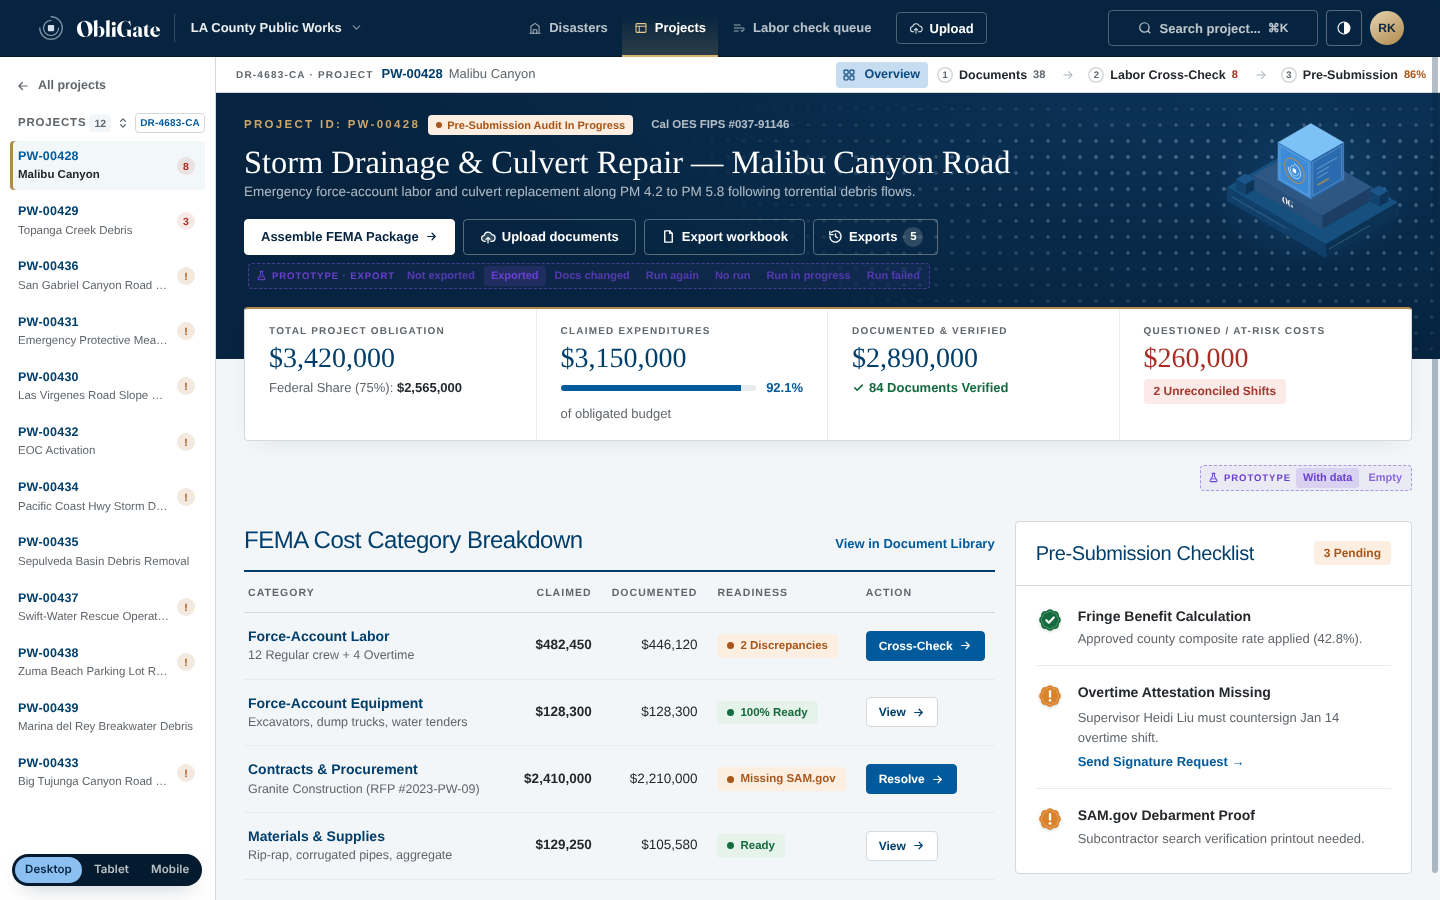 ObliGate
LA County Public Works
Disasters
Projects
Labor check queue
Upload
Search project... ⌘K
RK
All projects
PROJECTS 12 DR-4683-CA
PW-00428
Malibu Canyon
8
PW-00429
Topanga Creek Debris
3
PW-00436
San Gabriel Canyon Road ...
!
PW-00431
Emergency Protective Mea...
!
PW-00430
Las Virgenes Road Slope ...
!
PW-00432
EOC Activation
!
PW-00434
Pacific Coast Hwy Storm D...
!
PW-00435
Sepulveda Basin Debris Removal
PW-00437
Swift-Water Rescue Operat...
!
PW-00438
Zuma Beach Parking Lot R...
!
PW-00439
Marina del Rey Breakwater Debris
PW-00433
Big Tujunga Canyon Road ...
!
Desktop Tablet Mobile
DR-4683-CA · PROJECT PW-00428 Malibu Canyon
Overview
1 Documents 38 →
2 Labor Cross-Check 8 →
3 Pre-Submission 86%
PROJECT ID: PW-00428 Pre-Submission Audit In Progress Cal OES FIPS #037-91146
Storm Drainage & Culvert Repair — Malibu Canyon Road
Emergency force-account labor and culvert replacement along PM 4.2 to PM 5.8 following torrential debris flows.
Assemble FEMA Package →
Upload documents
Export workbook
Exports 5
PROTOTYPE · EXPORT Not exported Exported Docs changed Run again No run Run in progress Run failed
OG
TOTAL PROJECT OBLIGATION
$3,420,000
Federal Share (75%): $2,565,000
CLAIMED EXPENDITURES
$3,150,000
92.1%
of obligated budget
DOCUMENTED & VERIFIED
$2,890,000
84 Documents Verified
QUESTIONED / AT-RISK COSTS
$260,000
2 Unreconciled Shifts
PROTOTYPE With data Empty
FEMA Cost Category Breakdown
View in Document Library
CATEGORY CLAIMED DOCUMENTED READINESS ACTION
Force-Account Labor
12 Regular crew + 4 Overtime
$482,450 $446,120 2 Discrepancies Cross-Check →
Force-Account Equipment
Excavators, dump trucks, water tenders
$128,300 $128,300 100% Ready View →
Contracts & Procurement
Granite Construction (RFP #2023-PW-09)
$2,410,000 $2,210,000 Missing SAM.gov Resolve →
Materials & Supplies
Rip-rap, corrugated pipes, aggregate
$129,250 $105,580 Ready View →
Pre-Submission Checklist
3 Pending
Fringe Benefit Calculation
Approved county composite rate applied (42.8%).
Overtime Attestation Missing
Supervisor Heidi Liu must countersign Jan 14
overtime shift.
Send Signature Request →
SAM.gov Debarment Proof
Subcontractor search verification printout needed.